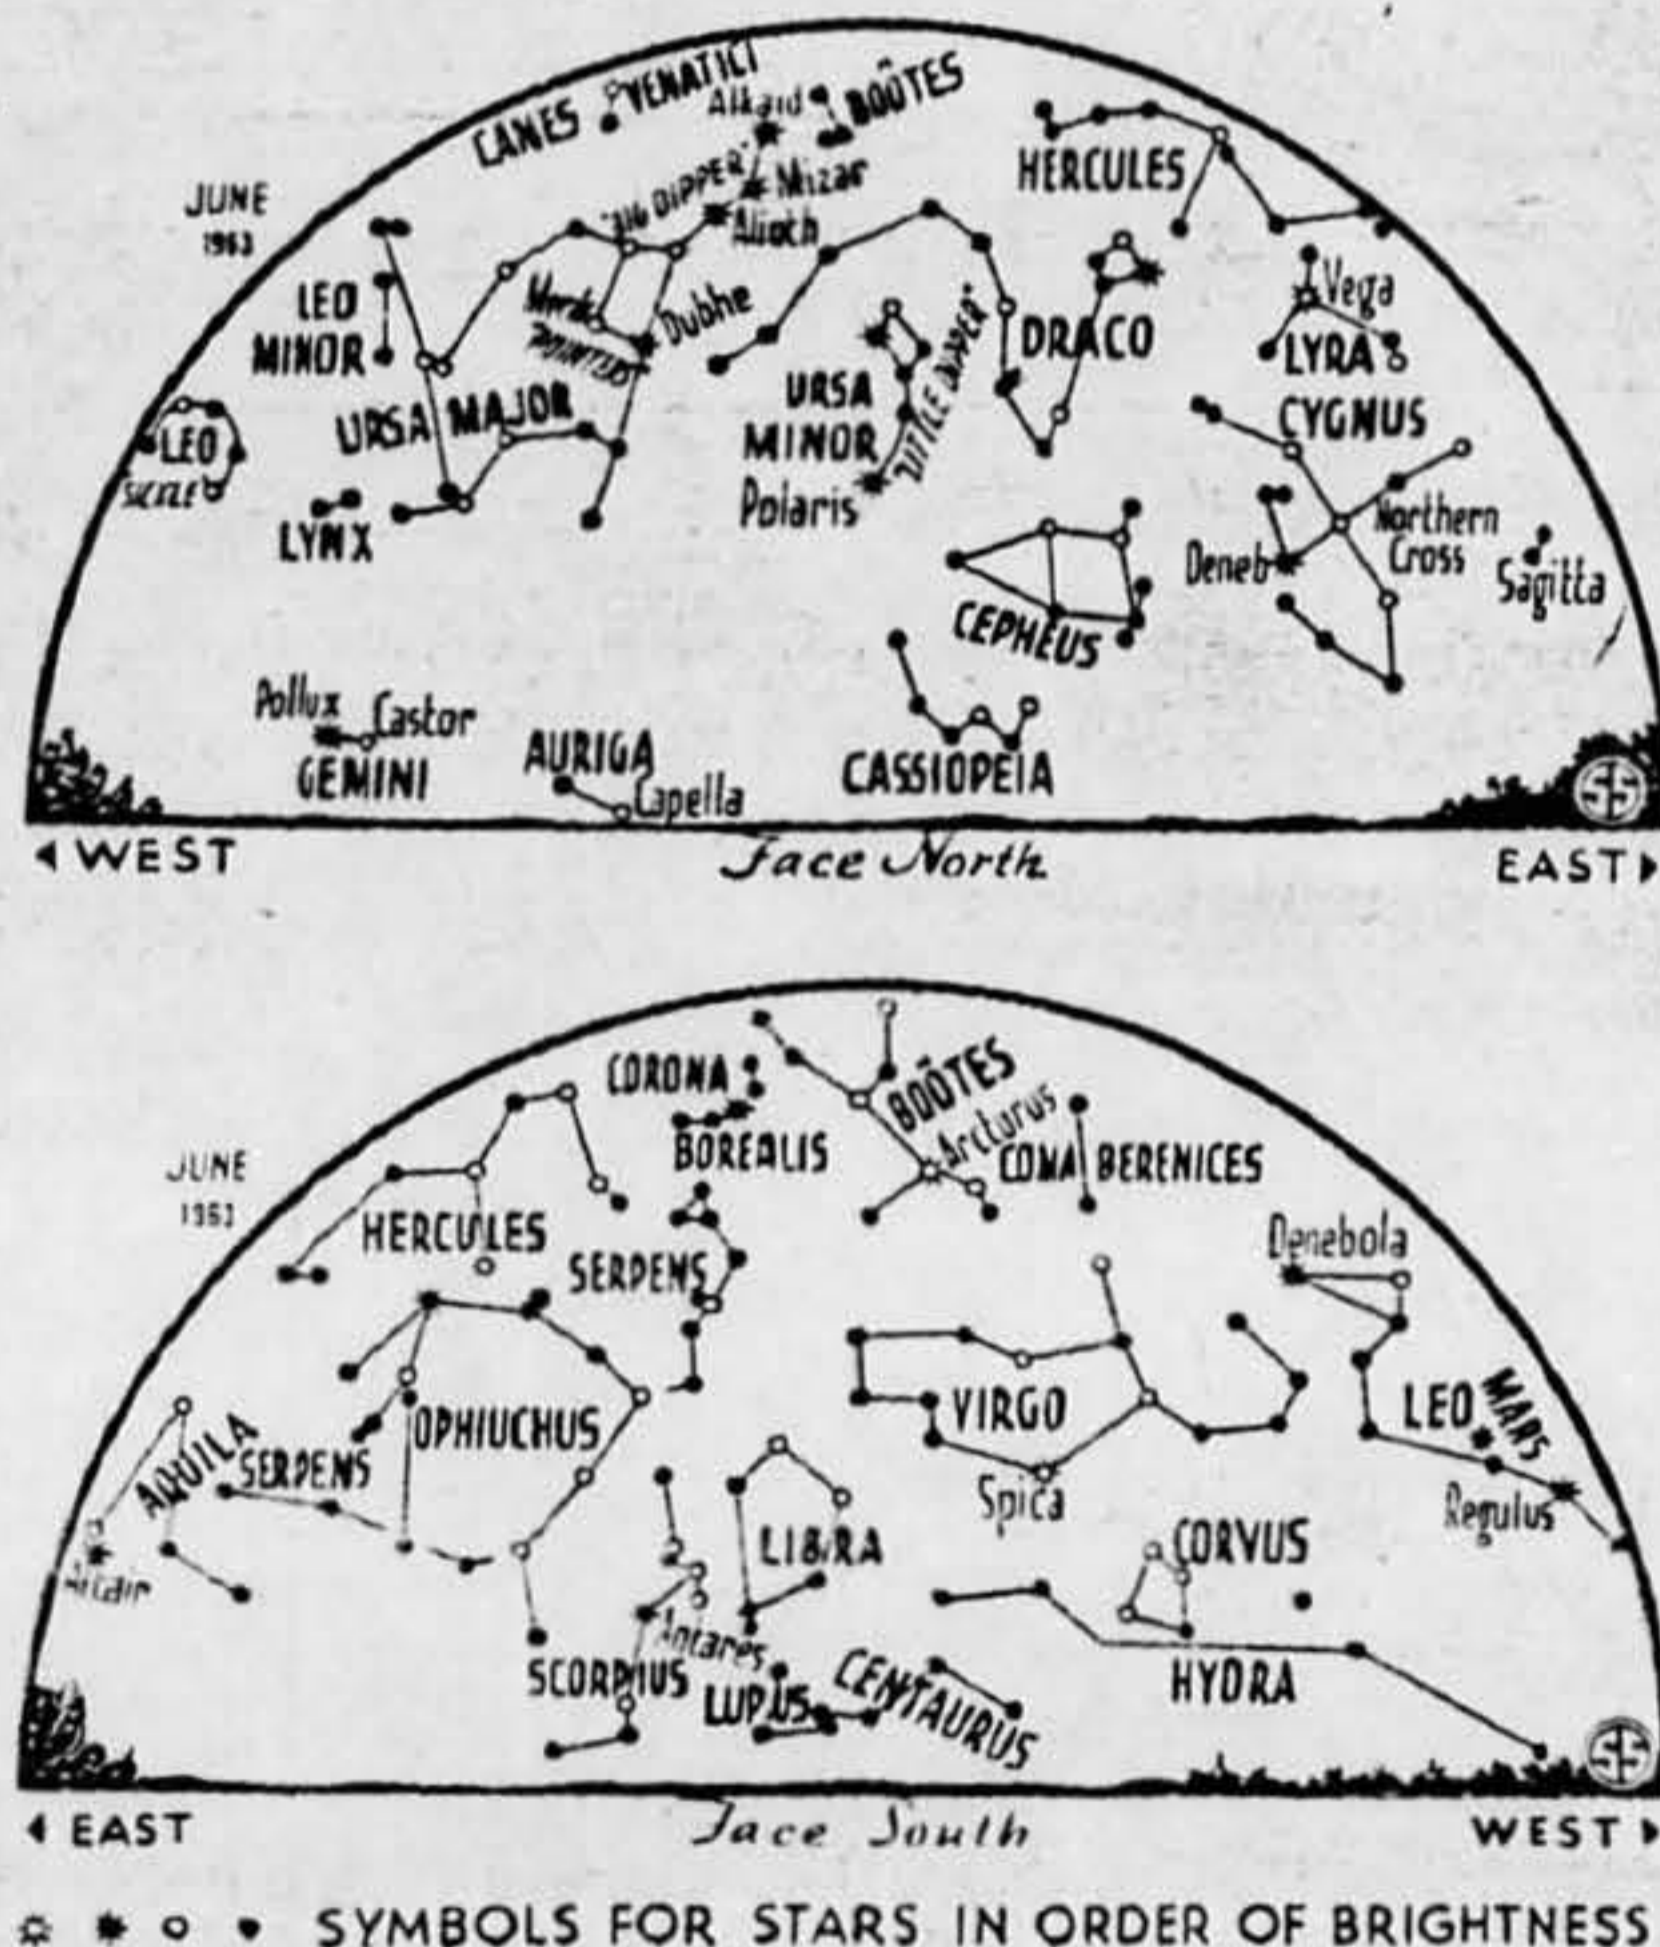 CANES VENATICI
Alkaid
BOÖTES
HERCULES
JUNE
1963
"BIG DIPPER"
Mizar
Alioth
LEO
MINOR
Merak
Dubhe
POINTERS
Vega
LYRA
DRACO
URSA
MINOR
"LITTLE DIPPER"
Polaris
URSA MAJOR
LEO
SICKLE
LYNX
CYGNUS
Northern
Cross
Deneb
Sagitta
CEPHEUS
Pollux
Castor
GEMINI
AURIGA
Capella
CASSIOPEIA
WEST
Face North
EAST
CORONA
BOREALIS
BOÖTES
Arcturus
COMA BERENICES
JUNE
1963
HERCULES
SERPENS
Denebola
AQUILA
SERPENS
OPHIUCHUS
VIRGO
LEO
MARS
Spica
Regulus
LIBRA
CORVUS
Antares
SCORPIUS
LUPUS
CENTAURUS
HYDRA
EAST
Face South
WEST
SYMBOLS FOR STARS IN ORDER OF BRIGHTNESS